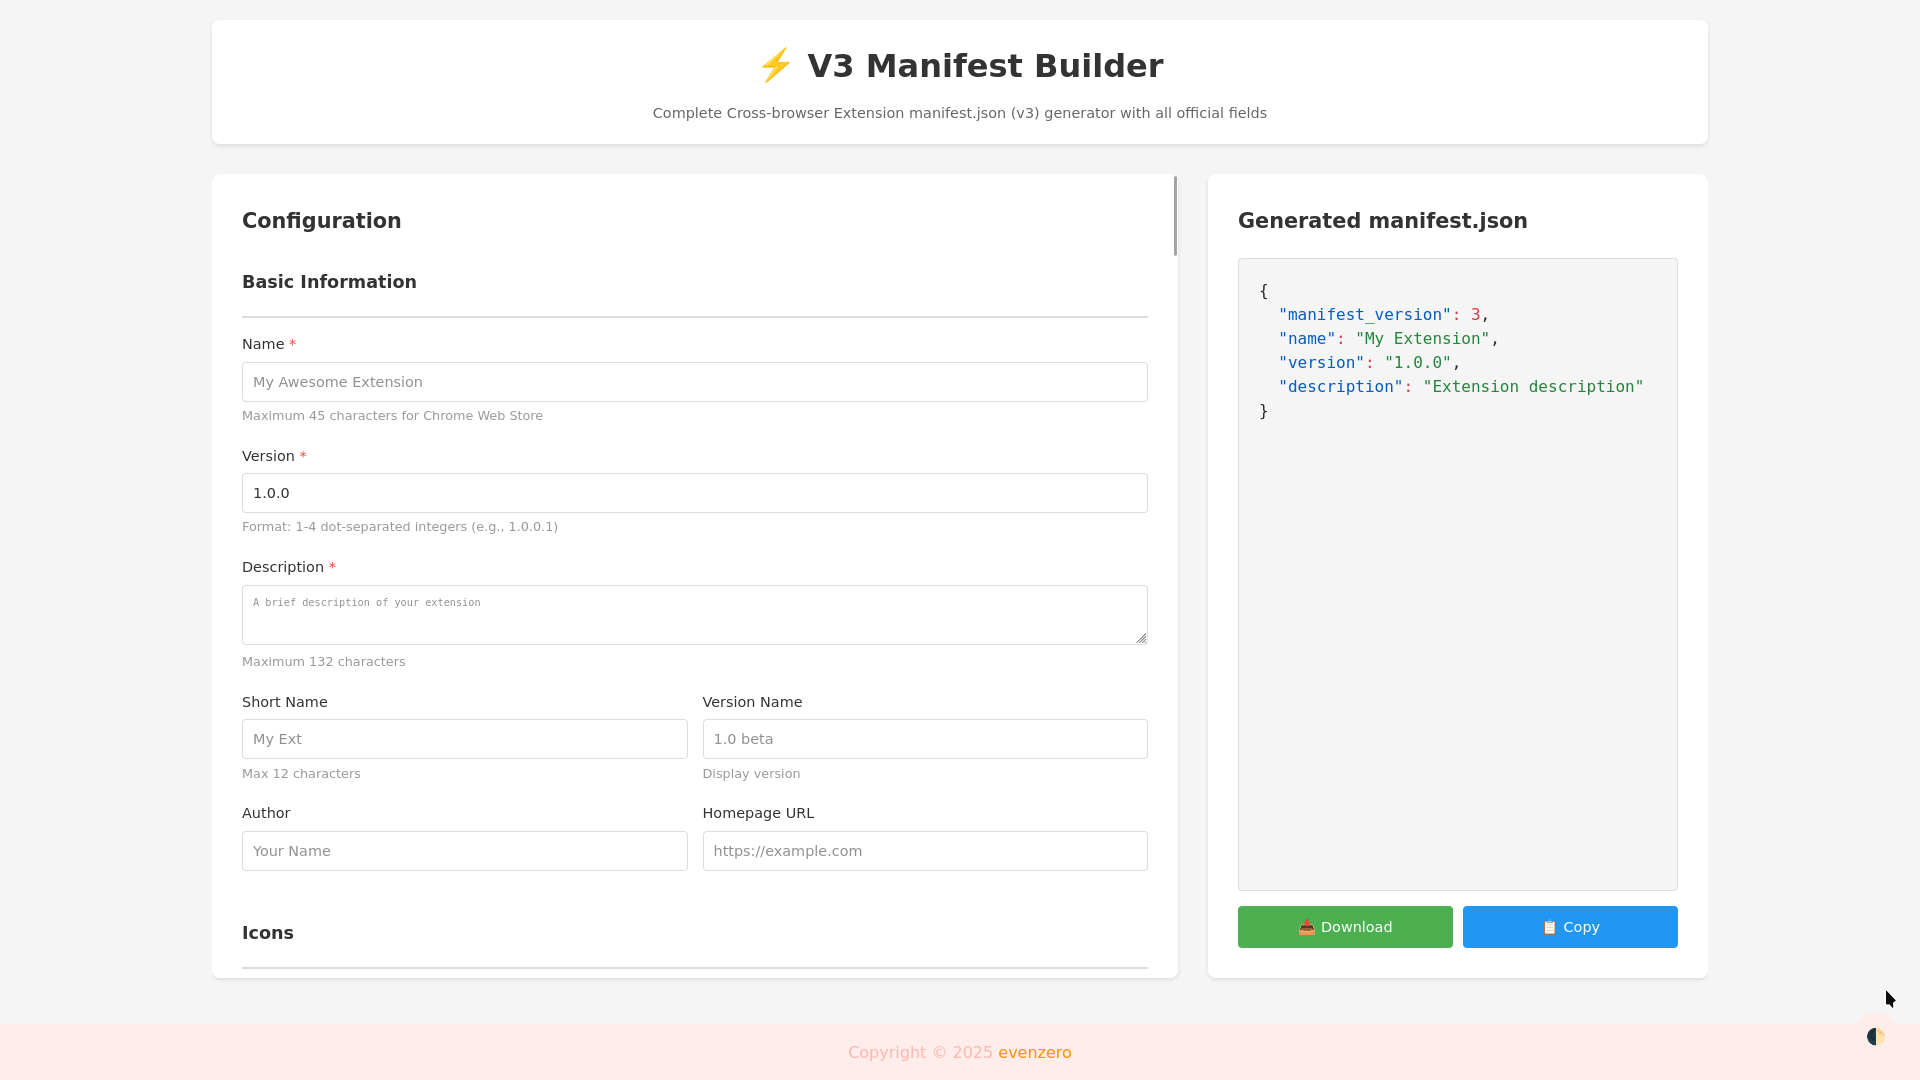 ⚡ V3 Manifest Builder
Complete Cross-browser Extension manifest.json (v3) generator with all official fields
Configuration
Basic Information
Name *
My Awesome Extension
Maximum 45 characters for Chrome Web Store
Version *
1.0.0
Format: 1-4 dot-separated integers (e.g., 1.0.0.1)
Description *
A brief description of your extension
Maximum 132 characters
Short Name
My Ext
Max 12 characters
Version Name
1.0 beta
Display version
Author
Your Name
Homepage URL
https://example.com
Icons
Generated manifest.json
{
  "manifest_version": 3,
  "name": "My Extension",
  "version": "1.0.0",
  "description": "Extension description"
}
📥 Download
📋 Copy
Copyright © 2025 evenzero